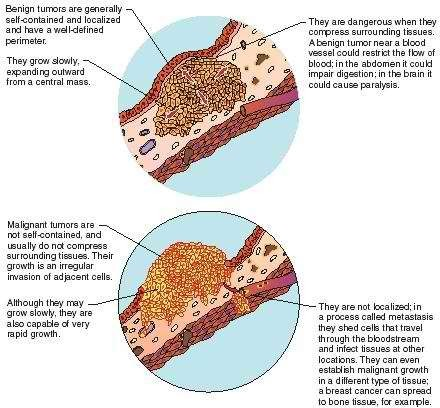 Benign tumors are generally
self-contained and localized
and have a well-defined
perimeter.
They grow slowly,
expanding outward
from a central mass.
They are dangerous when they
compress surrounding tissues.
A benign tumor near a blood
vessel could restrict the flow of
blood; in the abdomen it could
impair digestion; in the brain it
could cause paralysis.
Malignant tumors are
not self-contained, and
usually do not compress
surrounding tissues. Their
growth is an irregular
invasion of adjacent cells.
Although they may
grow slowly, they are
also capable of very
rapid growth.
They are not localized; in
a process called metastasis
they shed cells that travel
through the bloodstream
and infect tissues at other
locations. They can even
establish malignant growth
in a different type of tissue;
a breast cancer can spread
to bone tissue, for example.